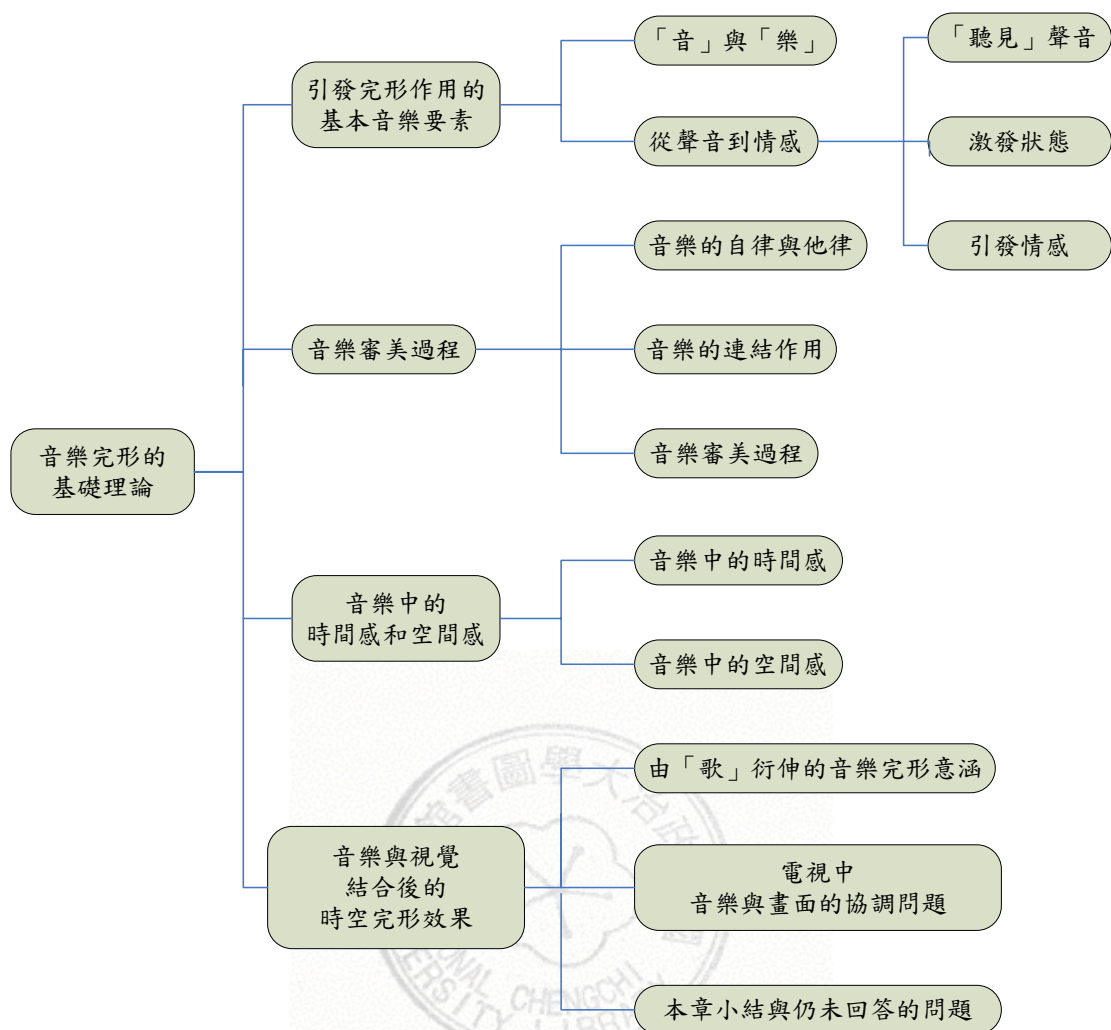 音樂完形的
基礎理論
引發完形作用的
基本音樂要素
「音」與「樂」
從聲音到情感
「聽見」聲音
激發狀態
引發情感
音樂審美過程
音樂的自律與他律
音樂的連結作用
音樂審美過程
音樂中的
時間感和空間感
音樂中的時間感
音樂中的空間感
音樂與視覺
結合後的
時空完形效果
由「歌」衍伸的音樂完形意涵
電視中
音樂與畫面的協調問題
本章小結與仍未回答的問題